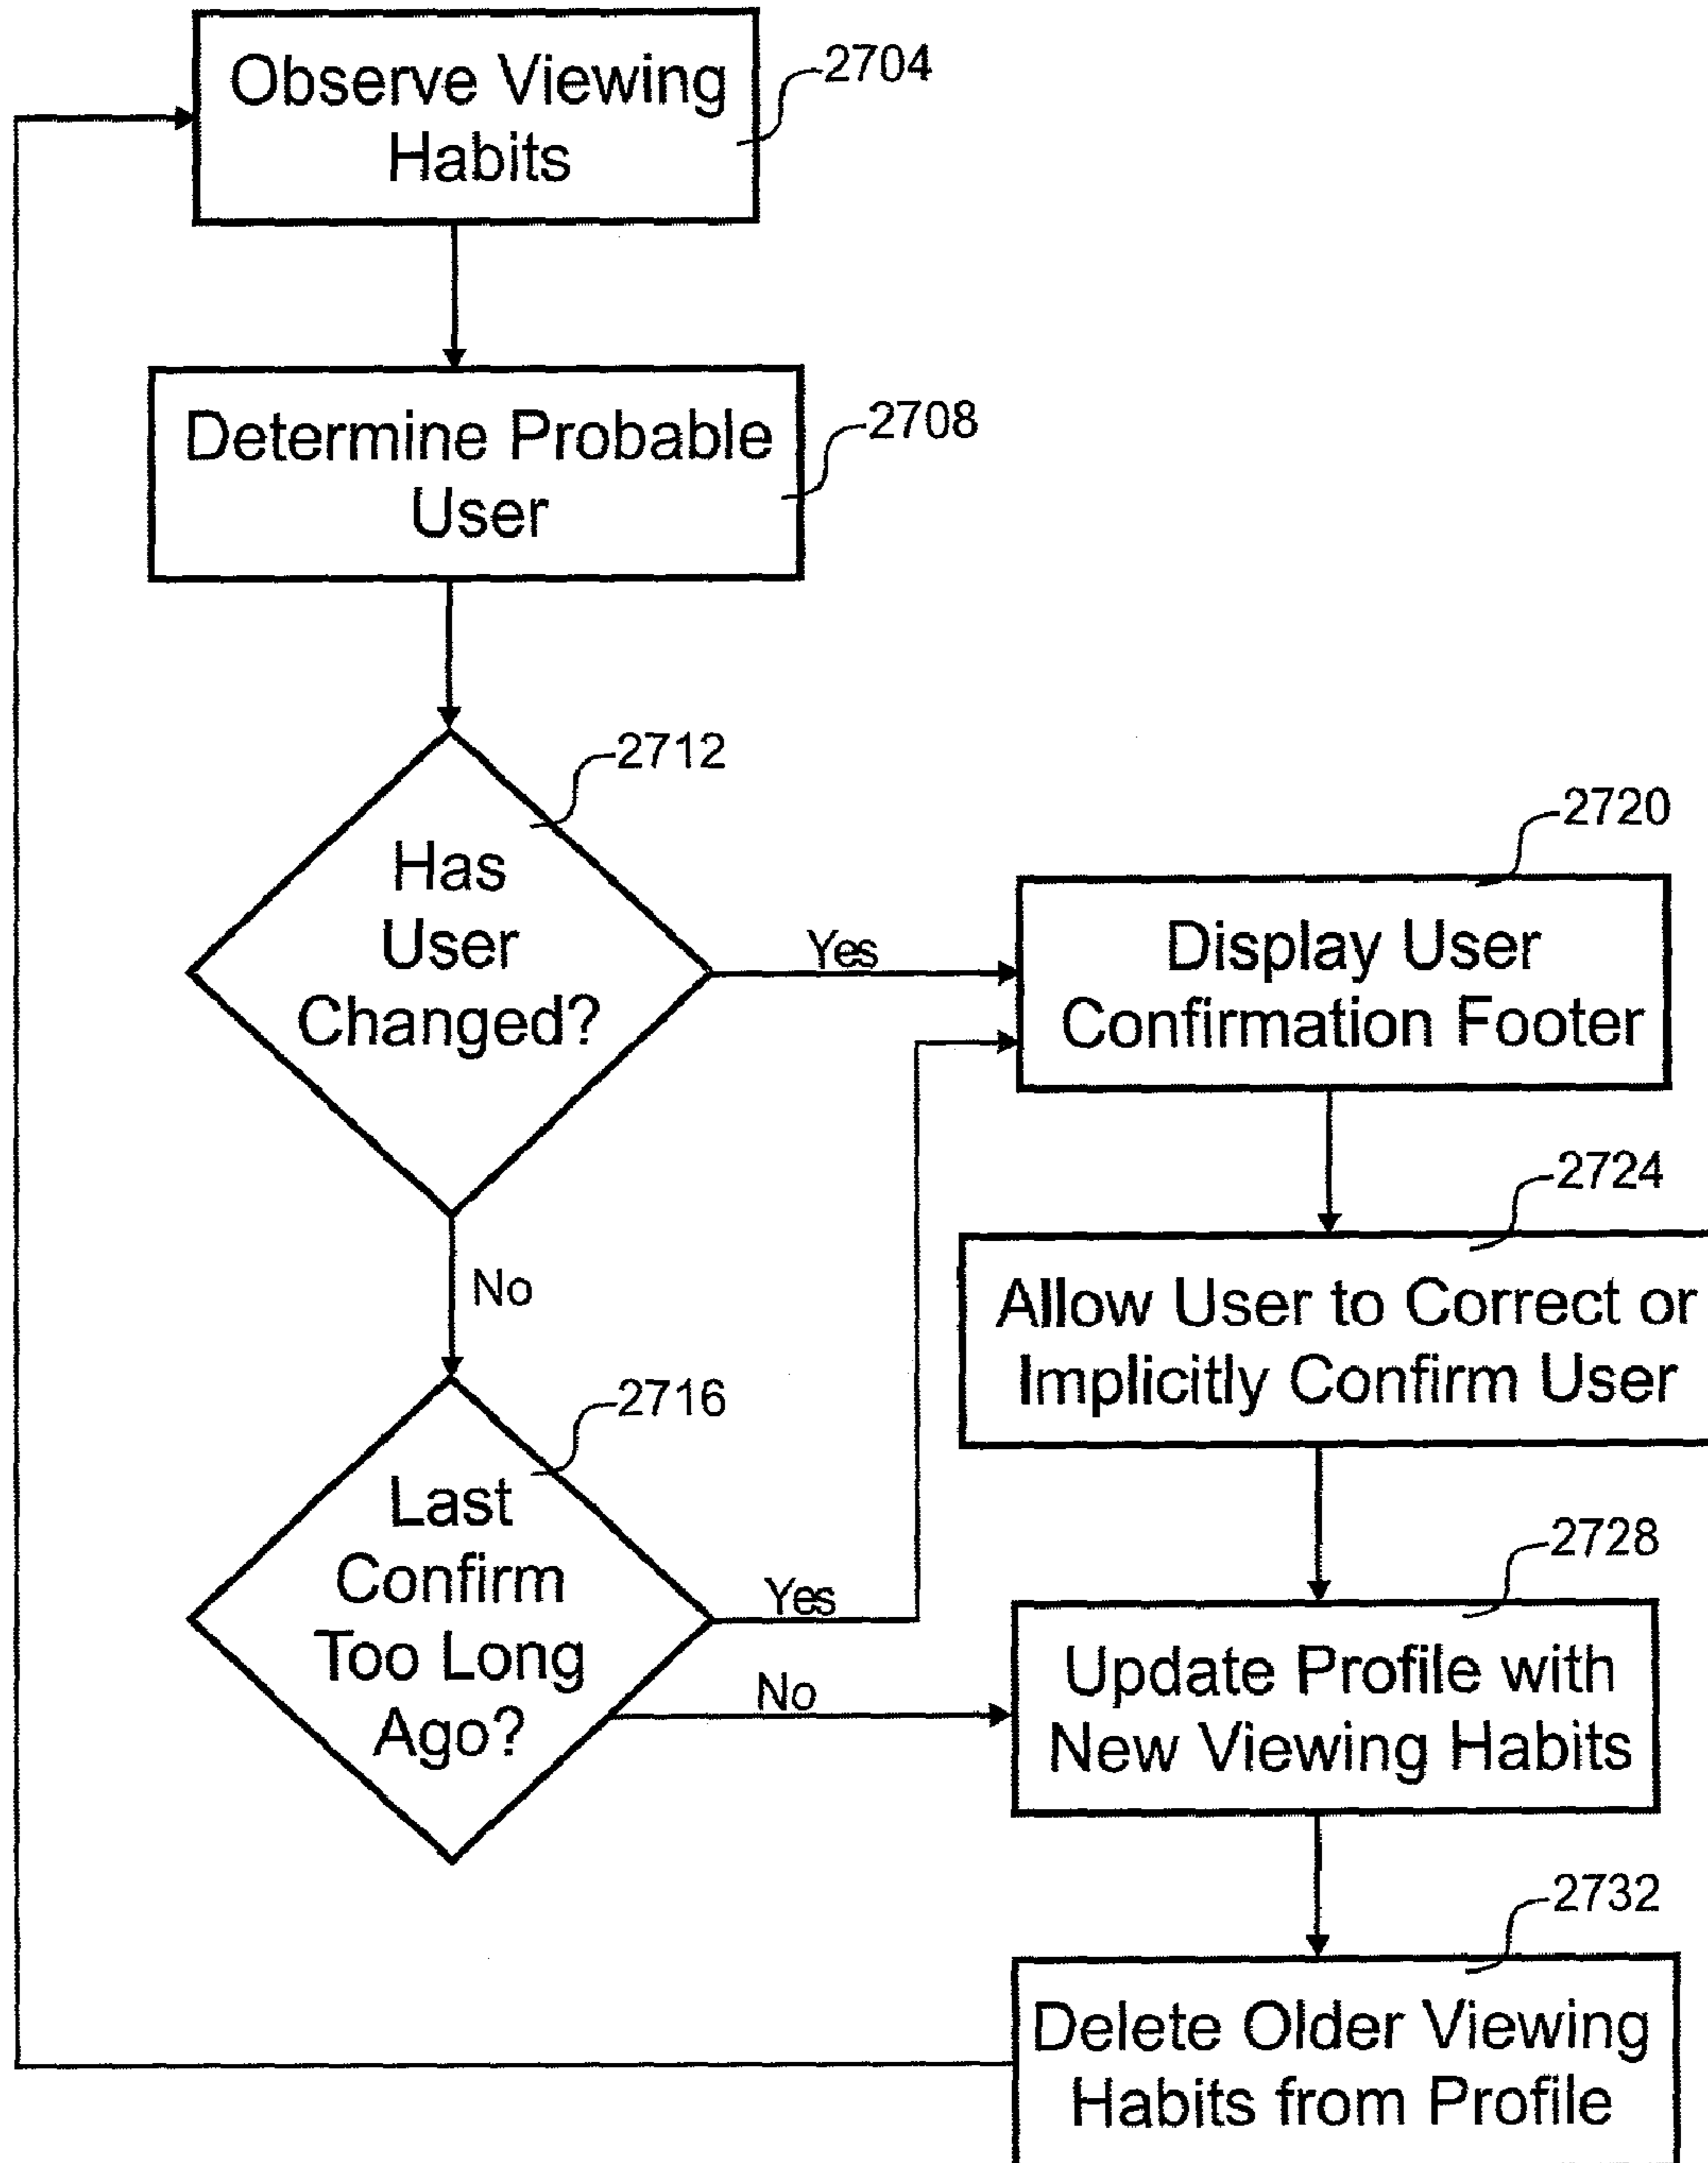 Observe Viewing
Habits
2704
Determine Probable
User
2708
2712
Has
User
Changed?
Yes
No
2720
Display User
Confirmation Footer
2724
Allow User to Correct or
Implicitly Confirm User
2716
Last
Confirm
Too Long
Ago?
Yes
No
2728
Update Profile with
New Viewing Habits
2732
Delete Older Viewing
Habits from Profile